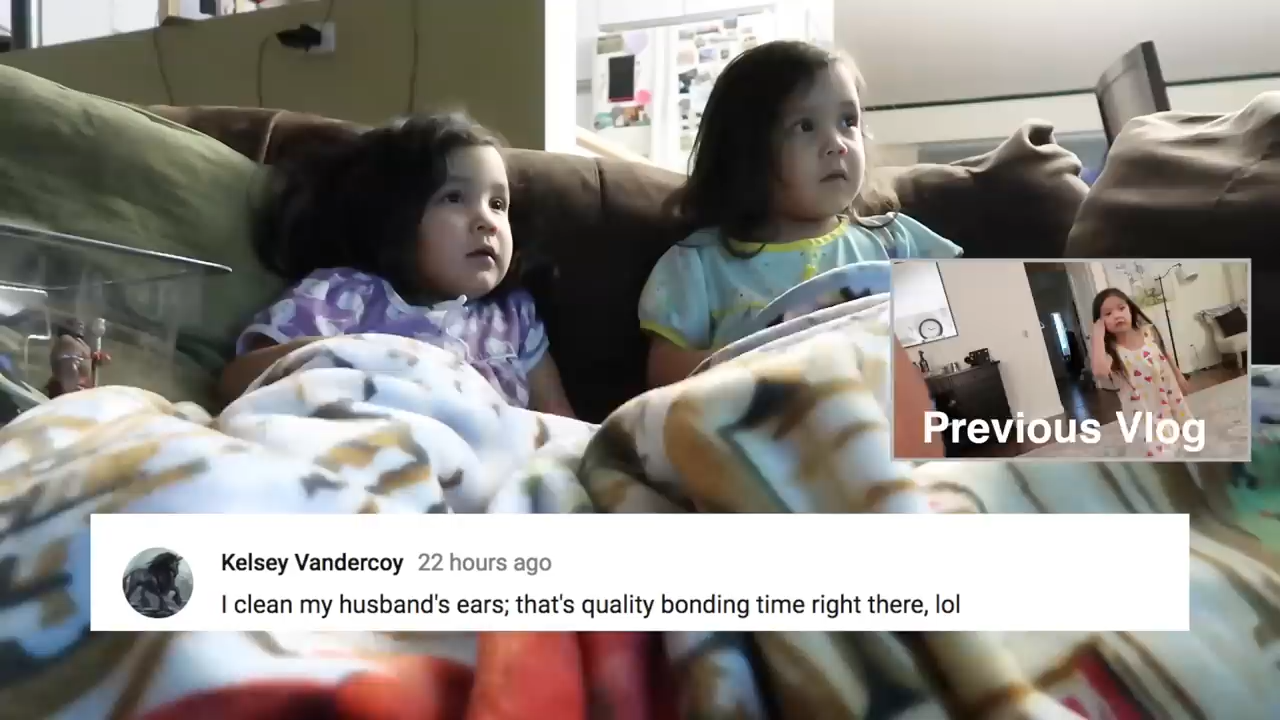 Previous Vlog
Kelsey Vandercoy 22 hours ago
I clean my husband's ears; that's quality bonding time right there, lol